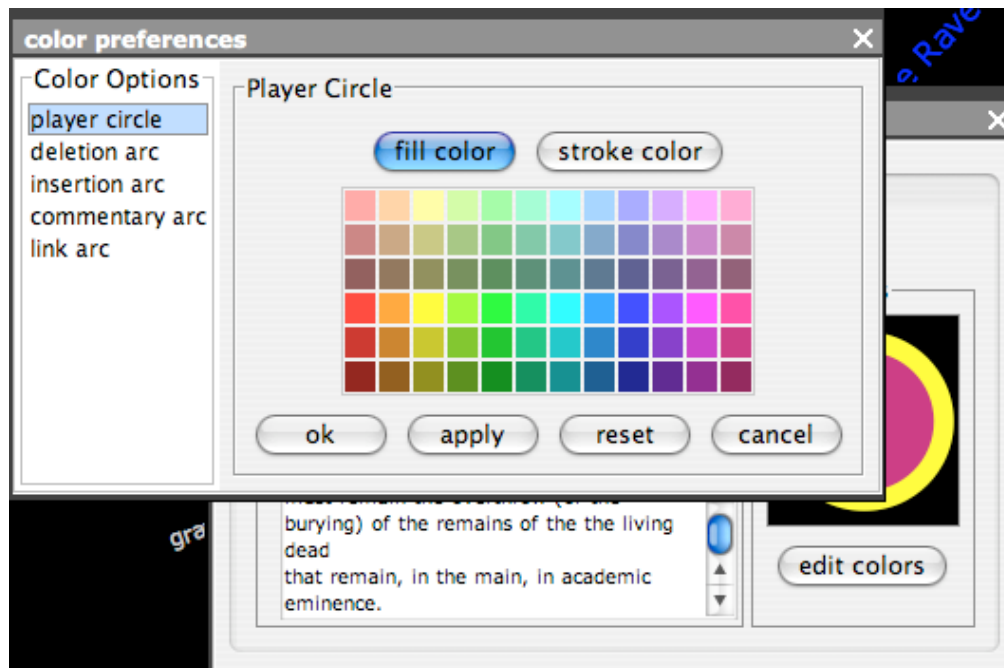 color preferences
Color Options
player circle
deletion arc
insertion arc
commentary arc
link arc
Player Circle
fill color
stroke color
ok
apply
reset
cancel
burying) of the remains of the the living
dead
that remain, in the main, in academic
eminence.
edit colors
gra
Rave